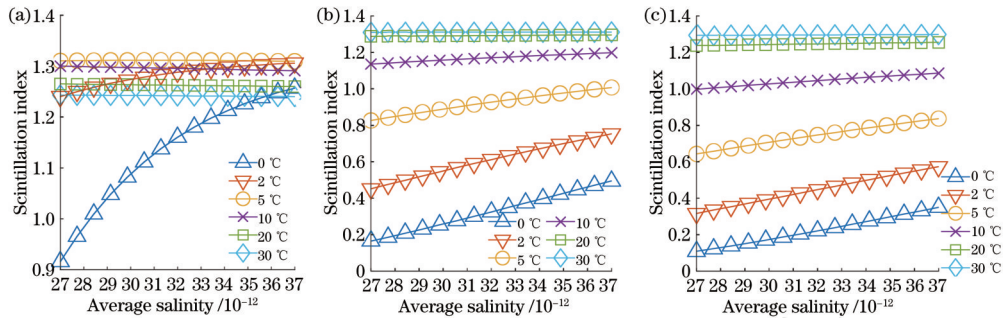 (a)
1.4
1.3
1.2
1.1
1.0
0.9
Scintillation index
0 ℃
2 ℃
5 ℃
10 ℃
20 ℃
30 ℃
27 28 29 30 31 32 33 34 35 36 37
Average salinity /10⁻¹²
(b)
1.4
1.2
1.0
0.8
0.6
0.4
0.2
0
Scintillation index
0 ℃ 10 ℃
2 ℃ 20 ℃
5 ℃ 30 ℃
27 28 29 30 31 32 33 34 35 36 37
Average salinity /10⁻¹²
(c)
1.4
1.2
1.0
0.8
0.6
0.4
0.2
0
Scintillation index
0 ℃
2 ℃
5 ℃
10 ℃
20 ℃
30 ℃
27 28 29 30 31 32 33 34 35 36 37
Average salinity /10⁻¹²